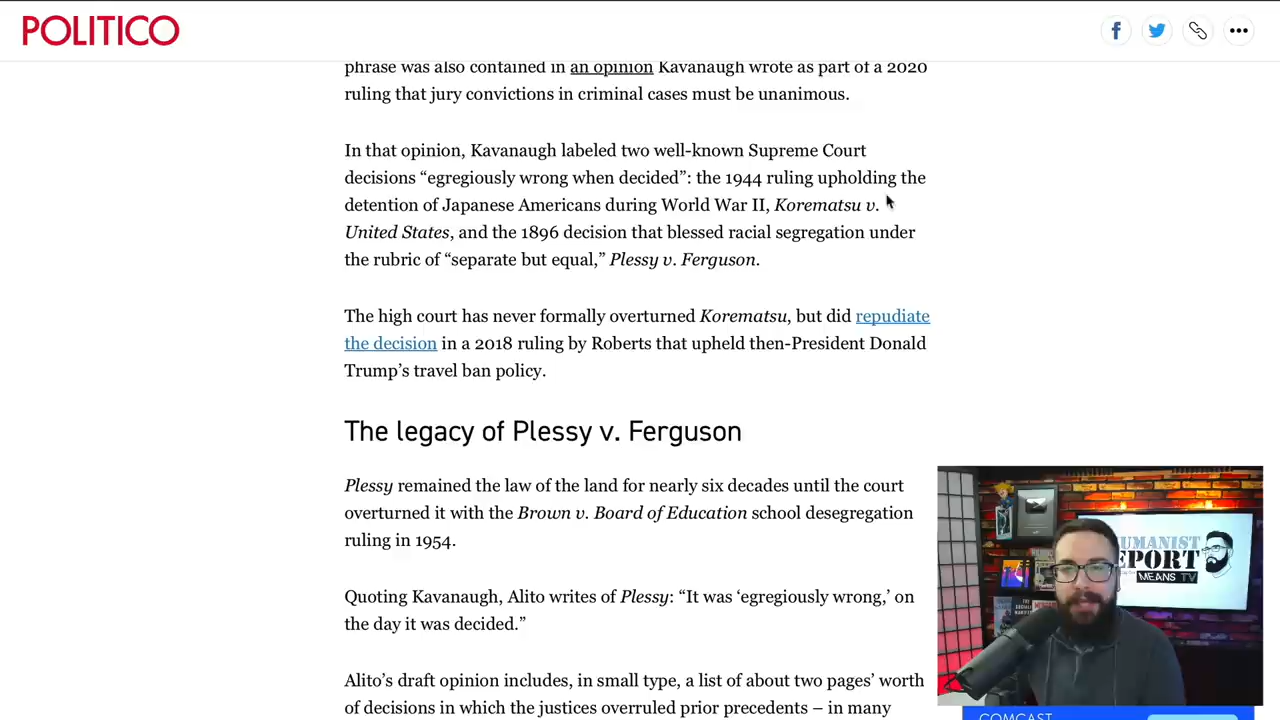 POLITICO
phrase was also contained in an opinion Kavanaugh wrote as part of a 2020
ruling that jury convictions in criminal cases must be unanimous.
In that opinion, Kavanaugh labeled two well-known Supreme Court
decisions “egregiously wrong when decided”: the 1944 ruling upholding the
detention of Japanese Americans during World War II, Korematsu v.
United States, and the 1896 decision that blessed racial segregation under
the rubric of “separate but equal,” Plessy v. Ferguson.
The high court has never formally overturned Korematsu, but did repudiate
the decision in a 2018 ruling by Roberts that upheld then-President Donald
Trump’s travel ban policy.
The legacy of Plessy v. Ferguson
Plessy remained the law of the land for nearly six decades until the court
overturned it with the Brown v. Board of Education school desegregation
ruling in 1954.
Quoting Kavanaugh, Alito writes of Plessy: “It was ‘egregiously wrong,’ on
the day it was decided.”
Alito’s draft opinion includes, in small type, a list of about two pages’ worth
of decisions in which the justices overruled prior precedents – in many
UMANIST
EPORT
MEANS TV
COMCAST